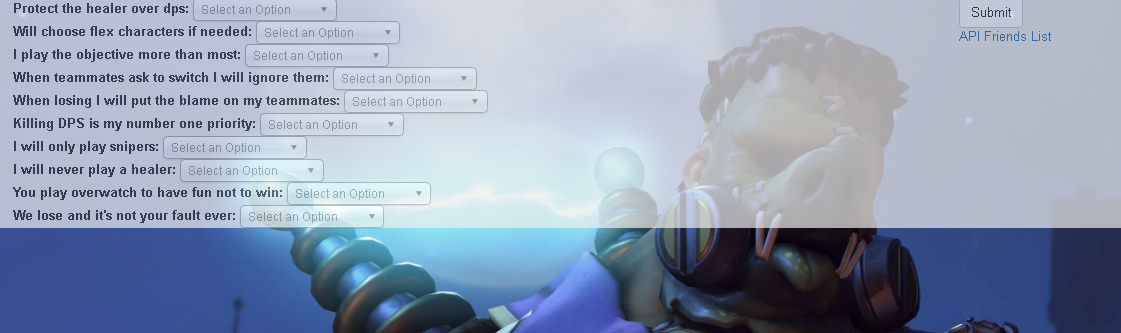 Protect the healer over dps: Select an Option
Will choose flex characters if needed: Select an Option
I play the objective more than most: Select an Option
When teammates ask to switch I will ignore them: Select an Option
When losing I will put the blame on my teammates: Select an Option
Killing DPS is my number one priority: Select an Option
I will only play snipers: Select an Option
I will never play a healer: Select an Option
You play overwatch to have fun not to win: Select an Option
We lose and it's not your fault ever: Select an Option
Submit
API Friends List